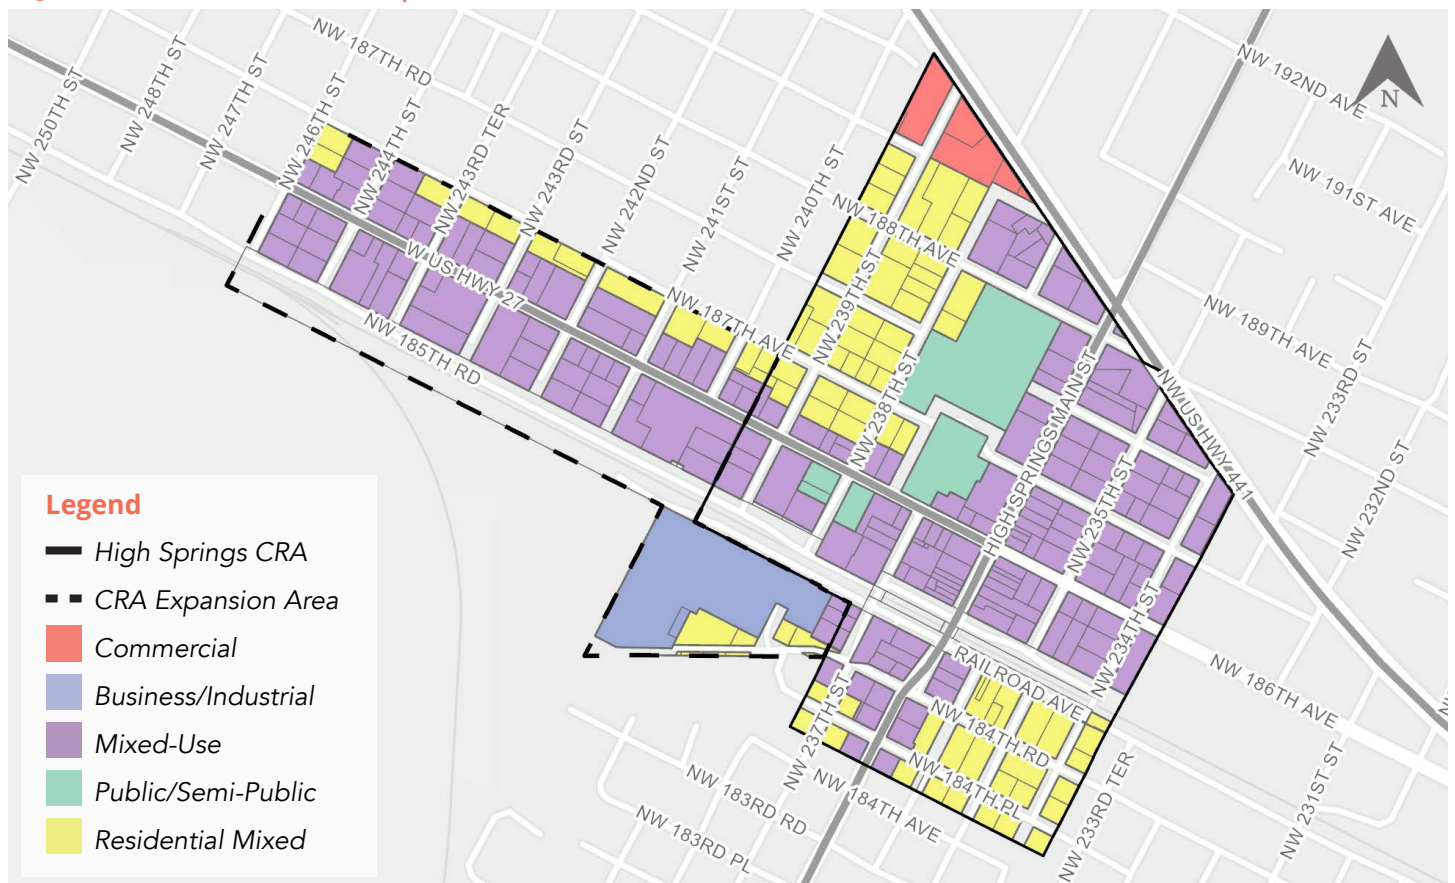 NW 187TH RD
NW 192ND AVE
N
NW 250TH ST
NW 248TH ST
NW 247TH ST
NW 246TH ST
NW 244TH ST
NW 243RD TER
NW 243RD ST
NW 242ND ST
NW 241ST ST
NW 240TH ST
NW 191ST AVE
NW 188TH AVE
W US HWY 27
NW 187TH AVE
NW 239TH ST
NW 189TH AVE
NW 185TH RD
NW 238TH ST
HIGH SPRINGS MAIN ST
NW US HWY 441
NW 233RD ST
NW 235TH ST
NW 232ND ST
Legend
High Springs CRA
CRA Expansion Area
Commercial
Business/Industrial
Mixed-Use
Public/Semi-Public
Residential Mixed
NW 234TH ST
RAILROAD AVE
NW 186TH AVE
NW 237TH ST
NW 184TH RD
NW 184TH PL
NW 183RD RD
NW 184TH AVE
NW 183RD PL
NW 233RD TER
NW 231ST ST